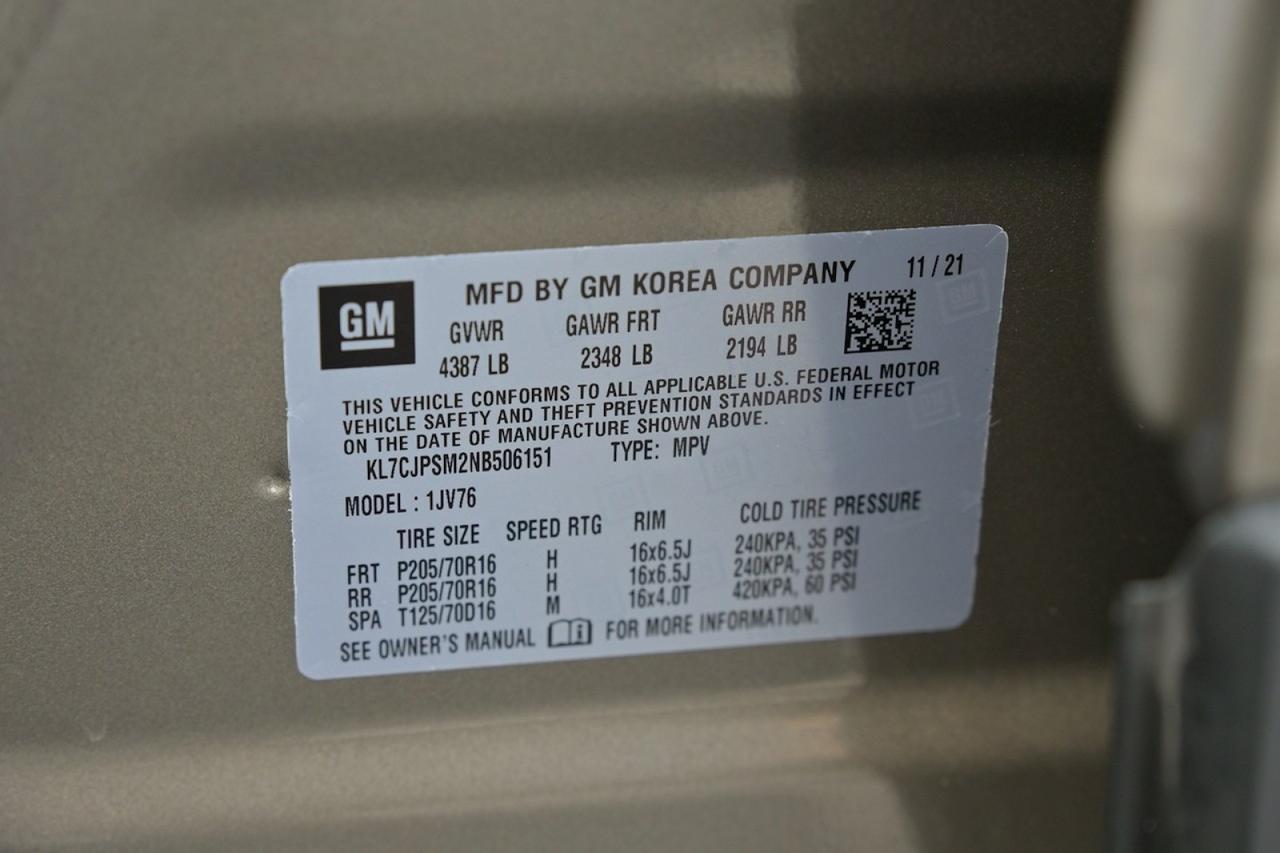 GM
MFD BY GM KOREA COMPANY 11 / 21
GVWR GAWR FRT GAWR RR
4387 LB 2348 LB 2194 LB
THIS VEHICLE CONFORMS TO ALL APPLICABLE U.S. FEDERAL MOTOR
VEHICLE SAFETY AND THEFT PREVENTION STANDARDS IN EFFECT
ON THE DATE OF MANUFACTURE SHOWN ABOVE.
KL7CJPSM2NB506151 TYPE: MPV
MODEL : 1JV76
TIRE SIZE SPEED RTG RIM COLD TIRE PRESSURE
FRT P205/70R16 H 16x6.5J 240KPA, 35 PSI
RR P205/70R16 H 16x6.5J 240KPA, 35 PSI
SPA T125/70D16 M 16x4.0T 420KPA, 60 PSI
SEE OWNER'S MANUAL i FOR MORE INFORMATION.